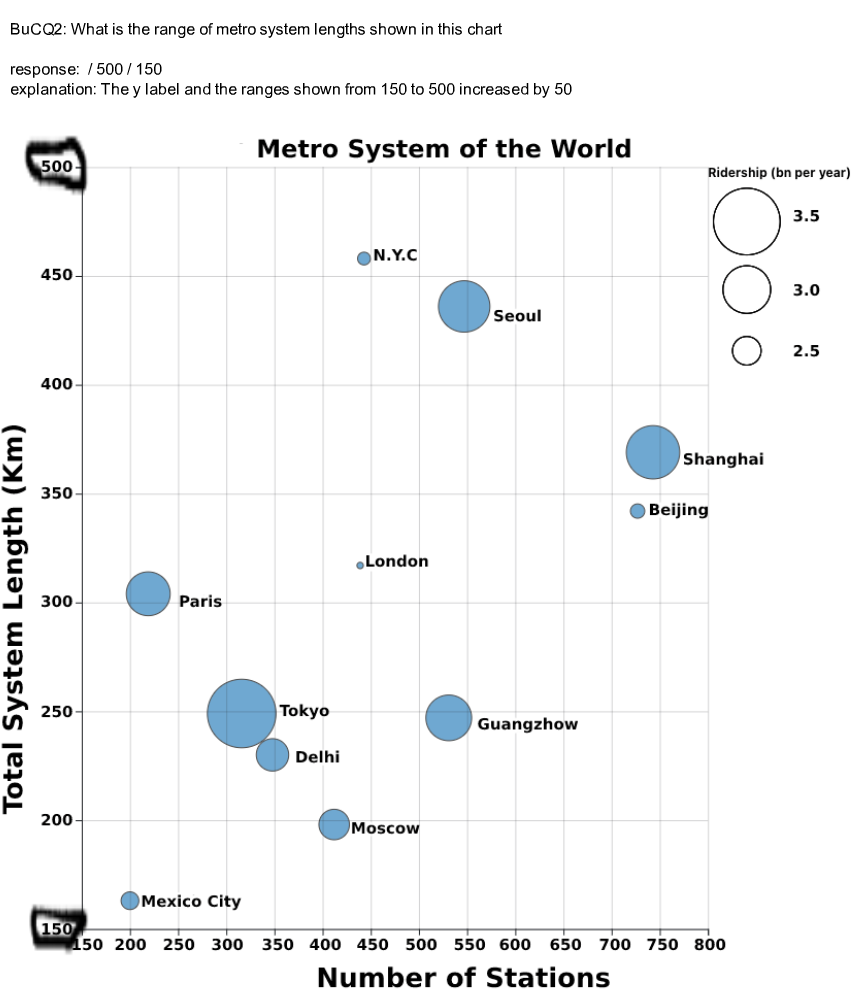 BuCQ2: What is the range of metro system lengths shown in this chart
response:  / 500 / 150
explanation: The y label and the ranges shown from 150 to 500 increased by 50
Metro System of the World
Ridership (bn per year)
3.5
3.0
2.5
Total System Length (Km)
500
450
400
350
300
250
200
150
N.Y.C
Seoul
Shanghai
Beijing
London
Paris
Tokyo
Guangzhow
Delhi
Moscow
Mexico City
150 200 250 300 350 400 450 500 550 600 650 700 750 800
Number of Stations